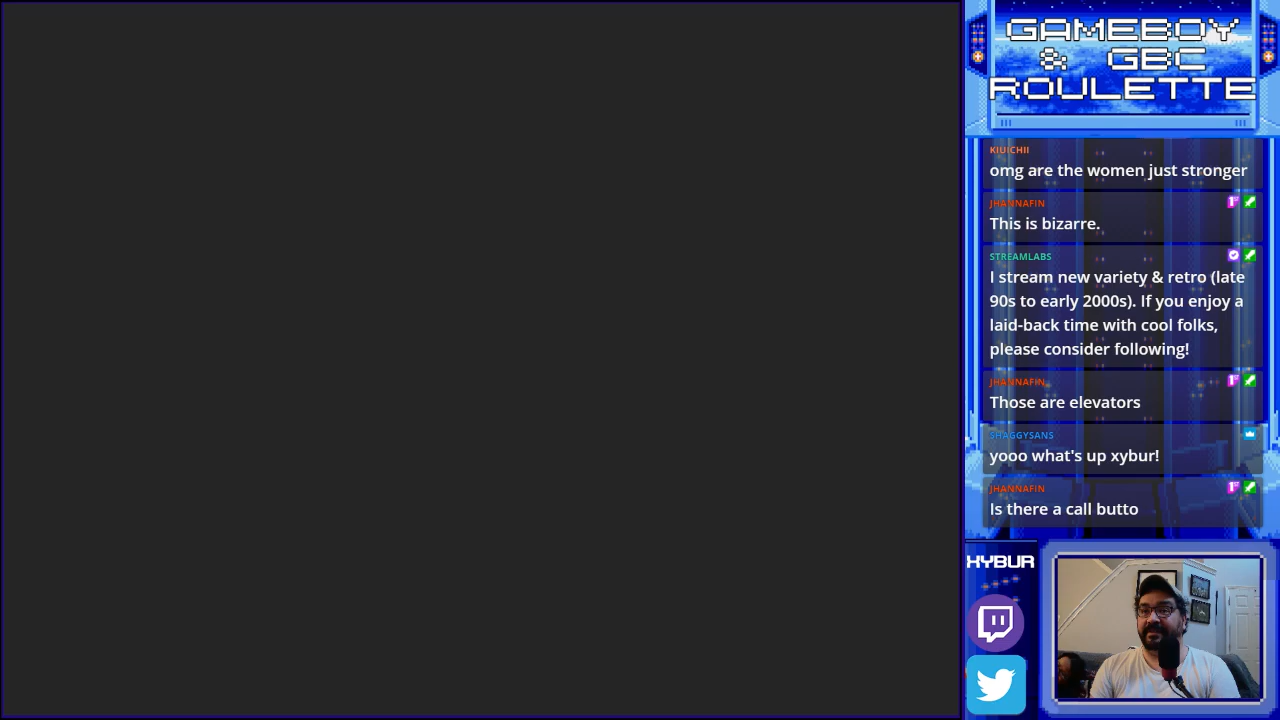 GAMEBOY
& GBC
ROULETTE
KIUICHII
omg are the women just stronger
JHANNAFIN
This is bizarre.
STREAMLABS
I stream new variety & retro (late
90s to early 2000s). If you enjoy a
laid-back time with cool folks,
please consider following!
JHANNAFIN
Those are elevators
SHAGGYSANS
yooo what's up xybur!
JHANNAFIN
Is there a call butto
XYBUR